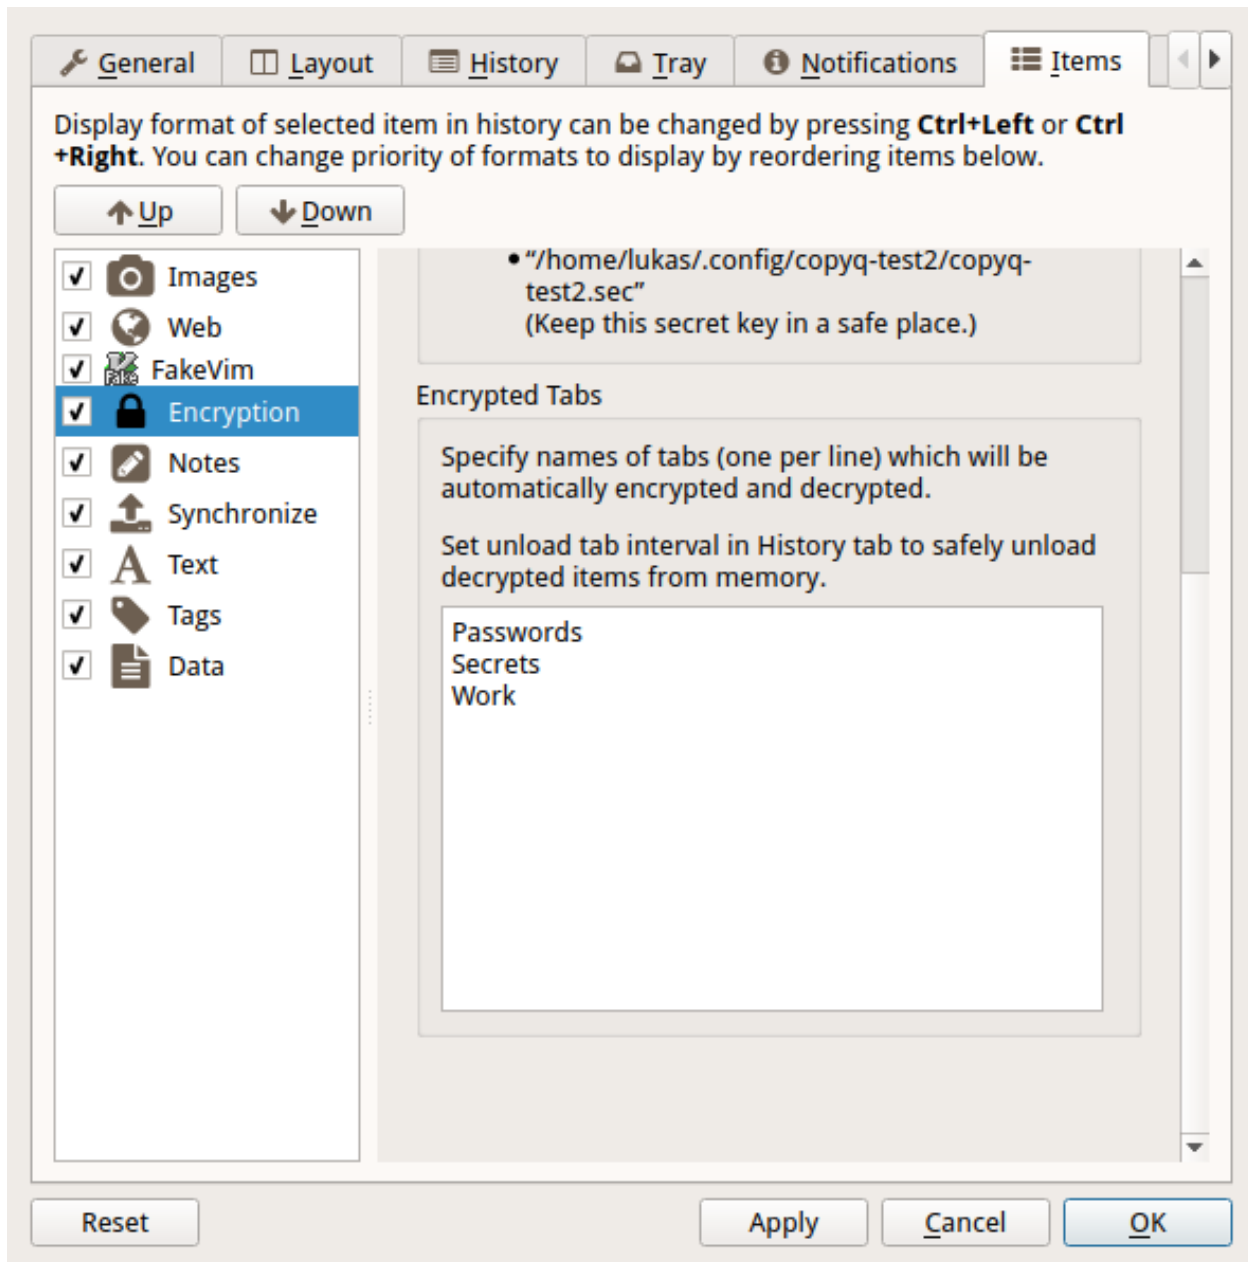 General Layout History Tray Notifications Items
Display format of selected item in history can be changed by pressing Ctrl+Left or Ctrl
+Right. You can change priority of formats to display by reordering items below.
Up Down
Images
Web
FakeVim
Encryption
Notes
Synchronize
Text
Tags
Data
• “/home/lukas/.config/copyq-test2/copyq-
test2.sec”
(Keep this secret key in a safe place.)
Encrypted Tabs
Specify names of tabs (one per line) which will be
automatically encrypted and decrypted.
Set unload tab interval in History tab to safely unload
decrypted items from memory.
Passwords
Secrets
Work
Reset Apply Cancel OK